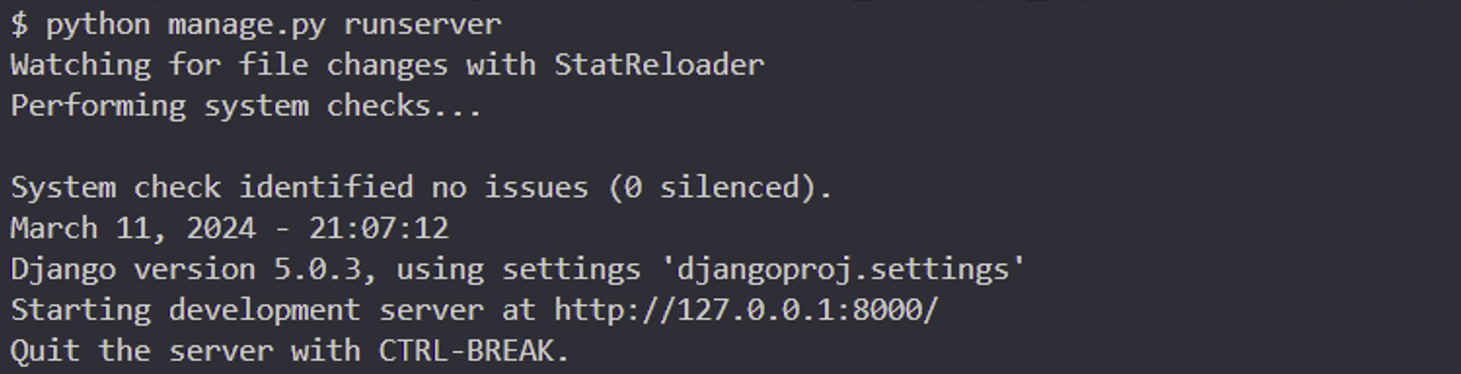 $ python manage.py runserver
Watching for file changes with StatReloader
Performing system checks...
System check identified no issues (0 silenced).
March 11, 2024 - 21:07:12
Django version 5.0.3, using settings 'djangoproj.settings'
Starting development server at http://127.0.0.1:8000/
Quit the server with CTRL-BREAK.